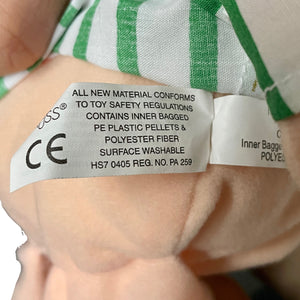 ALL NEW MATERIAL CONFORMS
TO TOY SAFETY REGULATIONS
CONTAINS INNER BAGGED
PE PLASTIC PELLETS &
POLYESTER FIBER
SURFACE WASHABLE
HS7 0405 REG. NO. PA 259
®
CE
Inner Bagge
POLYE